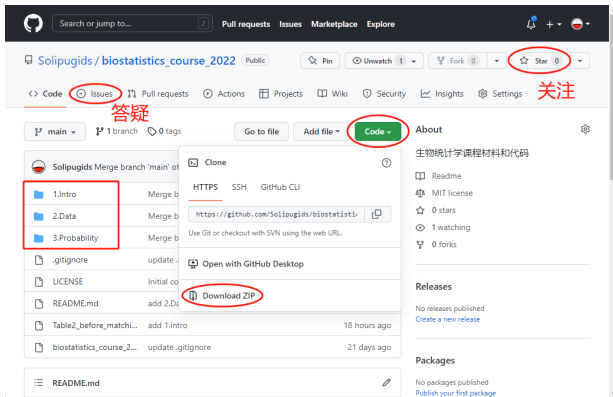 Search or jump to... / Pull requests Issues Marketplace Explore
Solipugids / biostatistics_course_2022 Public Pin Unwatch 1 Fork 0 Star 0
Code Issues Pull requests Actions Projects Wiki Security Insights Settings
答疑 关注
main 1 branch 0 tags Go to file Add file Code About
生物统计学课程材料和代码
Solipugids Merge branch 'main' of
Clone
HTTPS SSH GitHub CLI
https://github.com/Solipugids/biostatisti
Use Git or checkout with SVN using the web URL.
Open with GitHub Desktop
Download ZIP
1.Intro Merge b
2.Data Merge b
3.Probability Merge b
.gitignore update .
LICENSE Initial co
README.md add 2.Da
Table2_before_matchi... add 1.intro 18 hours ago
biostatistics_course_2... update .gitignore 21 days ago
README.md
Readme
MIT license
0 stars
1 watching
0 forks
Releases
No releases published
Create a new release
Packages
No packages published
Publish your first package